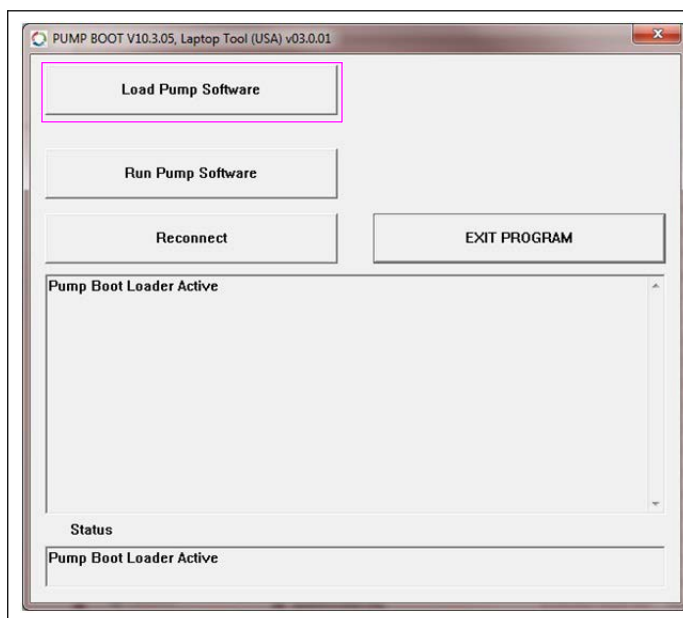 PUMP BOOT V10.3.05, Laptop Tool (USA) v03.0.01
Load Pump Software
Run Pump Software
Reconnect
EXIT PROGRAM
Pump Boot Loader Active
Status
Pump Boot Loader Active